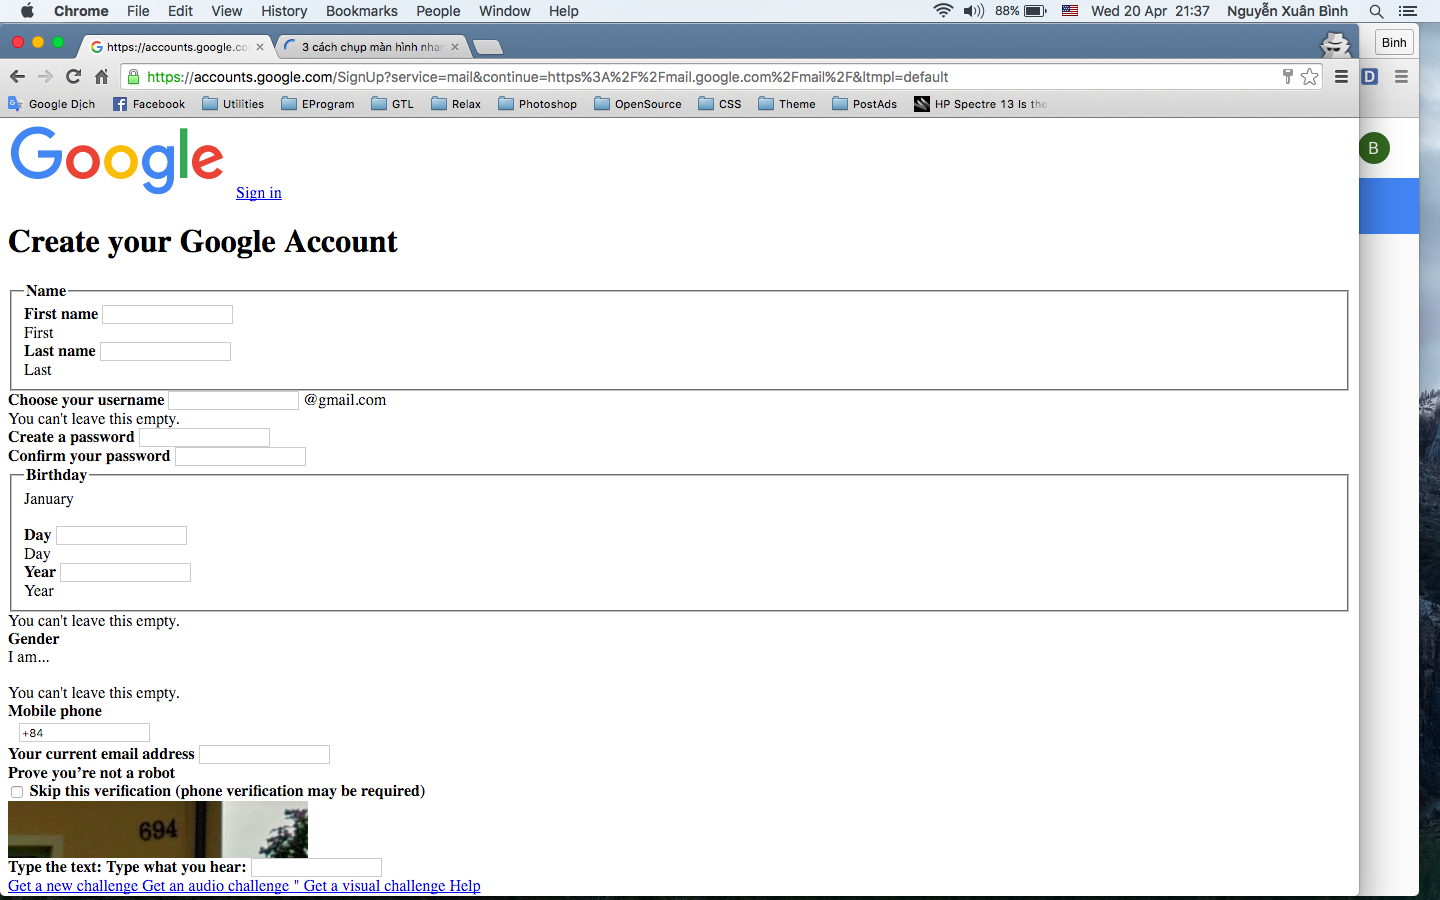 Chrome File Edit View History Bookmarks People Window Help 88% Wed 20 Apr 21:37 Nguyễn Xuân Bình
https://accounts.google.co 3 cách chụp màn hình nhan Bình
https://accounts.google.com/SignUp?service=mail&continue=https%3A%2F%2Fmail.google.com%2Fmail%2F&ltmpl=default D
Google Dịch Facebook Utilities EProgram GTL Relax Photoshop OpenSource CSS Theme PostAds HP Spectre 13 Is the
Google Sign in B
Create your Google Account
Name
First name
First
Last name
Last
Choose your username @gmail.com
You can't leave this empty.
Create a password
Confirm your password
Birthday
January
Day
Day
Year
Year
You can't leave this empty.
Gender
I am...
You can't leave this empty.
Mobile phone
+84
Your current email address
Prove you’re not a robot
Skip this verification (phone verification may be required)
694
Type the text: Type what you hear:
Get a new challenge Get an audio challenge " Get a visual challenge Help